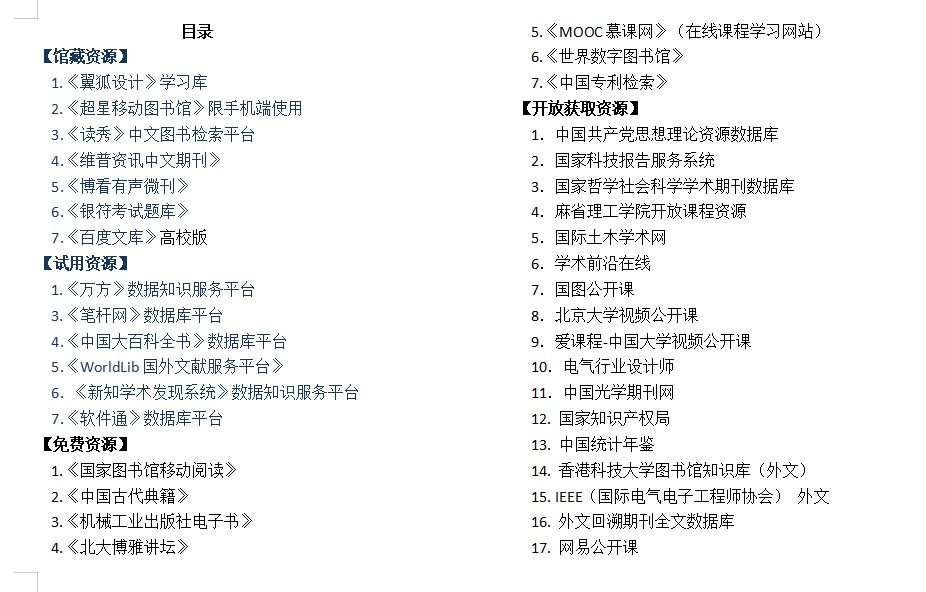 目录
【馆藏资源】
1.《翼狐设计》学习库
2.《超星移动图书馆》限手机端使用
3.《读秀》中文图书检索平台
4.《维普资讯中文期刊》
5.《博看有声微刊》
6.《银符考试题库》
7.《百度文库》高校版
【试用资源】
1.《万方》数据知识服务平台
3.《笔杆网》数据库平台
4.《中国大百科全书》数据库平台
5.《WorldLib 国外文献服务平台》
6. 《新知学术发现系统》数据知识服务平台
7.《软件通》数据库平台
【免费资源】
1.《国家图书馆移动阅读》
2.《中国古代典籍》
3.《机械工业出版社电子书》
4.《北大博雅讲坛》
5.《MOOC 慕课网》（在线课程学习网站）
6.《世界数字图书馆》
7.《中国专利检索》
【开放获取资源】
1. 中国共产党思想理论资源数据库
2. 国家科技报告服务系统
3. 国家哲学社会科学学术期刊数据库
4. 麻省理工学院开放课程资源
5. 国际土木学术网
6. 学术前沿在线
7. 国图公开课
8. 北京大学视频公开课
9. 爱课程-中国大学视频公开课
10. 电气行业设计师
11. 中国光学期刊网
12. 国家知识产权局
13. 中国统计年鉴
14. 香港科技大学图书馆知识库（外文）
15. IEEE（国际电气电子工程师协会） 外文
16. 外文回溯期刊全文数据库
17. 网易公开课